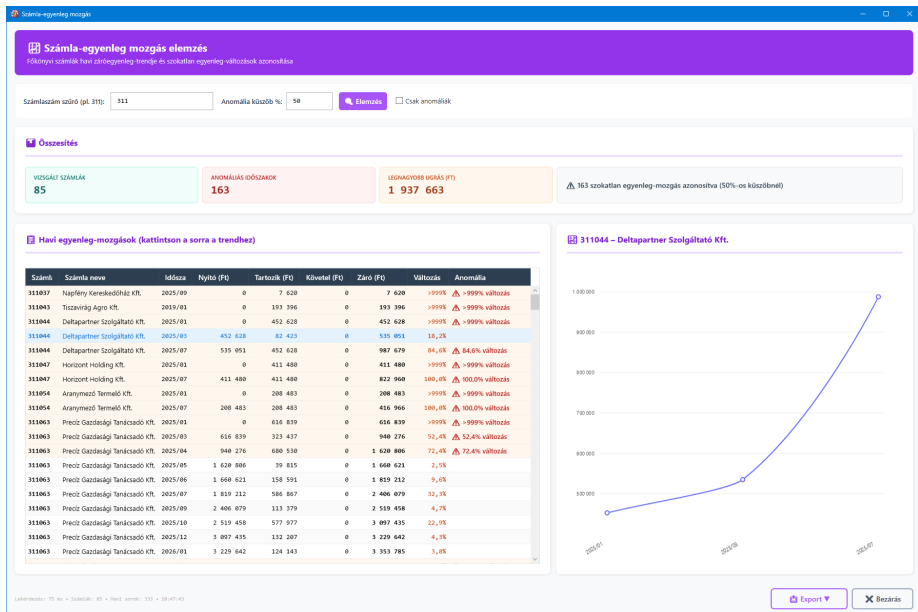 Számla-egyenleg mozgás
Számla-egyenleg mozgás elemzés
Főkönyvi számlák havi záróegyenleg-trendje és szokatlan egyenleg-változások azonosítása
Számlaszám szűrő (pl. 311): 311 Anomália küszöb %: 50 Elemzés Csak anomáliák
Összesítés
VIZSGÁLT SZÁMLÁK
85
ANOMÁLIÁS IDŐSZAKOK
163
LEGNAGYOBB UGRÁS (FT)
1 937 663
163 szokatlan egyenleg-mozgás azonosítva (50%-os küszöbnél)
Havi egyenleg-mozgások (kattintson a sorra a trendhez)
Száml Számla neve Idősza Nyitó (Ft) Tartozik (Ft) Követel (Ft) Záró (Ft) Változás Anomália
311037 Napfény Kereskedőház Kft. 2025/09 0 7 620 0 7 620 >999% >999% változás
311043 Tiszavirág Agro Kft. 2019/01 0 193 396 0 193 396 >999% >999% változás
311044 Deltapartner Szolgáltató Kft. 2025/01 0 452 628 0 452 628 >999% >999% változás
311044 Deltapartner Szolgáltató Kft. 2025/03 452 628 82 423 0 535 051 18,2%
311044 Deltapartner Szolgáltató Kft. 2025/07 535 051 452 628 0 987 679 84,6% 84,6% változás
311047 Horizont Holding Kft. 2025/01 0 411 480 0 411 480 >999% >999% változás
311047 Horizont Holding Kft. 2025/07 411 480 411 480 0 822 960 100,0% 100,0% változás
311054 Aranymező Termelő Kft. 2025/01 0 208 483 0 208 483 >999% >999% változás
311054 Aranymező Termelő Kft. 2025/07 208 483 208 483 0 416 966 100,0% 100,0% változás
311063 Precíz Gazdasági Tanácsadó Kft. 2025/01 0 616 839 0 616 839 >999% >999% változás
311063 Precíz Gazdasági Tanácsadó Kft. 2025/03 616 839 323 437 0 940 276 52,4% 52,4% változás
311063 Precíz Gazdasági Tanácsadó Kft. 2025/04 940 276 680 530 0 1 620 806 72,4% 72,4% változás
311063 Precíz Gazdasági Tanácsadó Kft. 2025/05 1 620 806 39 815 0 1 660 621 2,5%
311063 Precíz Gazdasági Tanácsadó Kft. 2025/06 1 660 621 158 591 0 1 819 212 9,6%
311063 Precíz Gazdasági Tanácsadó Kft. 2025/07 1 819 212 586 867 0 2 406 079 32,3%
311063 Precíz Gazdasági Tanácsadó Kft. 2025/09 2 406 079 113 379 0 2 519 458 4,7%
311063 Precíz Gazdasági Tanácsadó Kft. 2025/10 2 519 458 577 977 0 3 097 435 22,9%
311063 Precíz Gazdasági Tanácsadó Kft. 2025/12 3 097 435 132 207 0 3 229 642 4,3%
311063 Precíz Gazdasági Tanácsadó Kft. 2026/01 3 229 642 124 143 0 3 353 785 3,8%
311044 – Deltapartner Szolgáltató Kft.
1 000 000
900 000
800 000
700 000
600 000
500 000
2025/01
2025/03
2025/07
Lekérdezés: 75 ms • Számlák: 85 • Havi sorok: 333 • 10:47:43
Export ▼
Bezárás